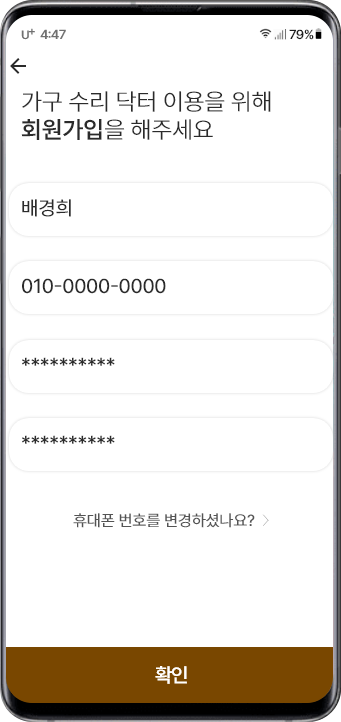 U+ 4:47 79%
가구 수리 닥터 이용을 위해
회원가입을 해주세요
배경희
010-0000-0000
**********
**********
휴대폰 번호를 변경하셨나요? >
확인